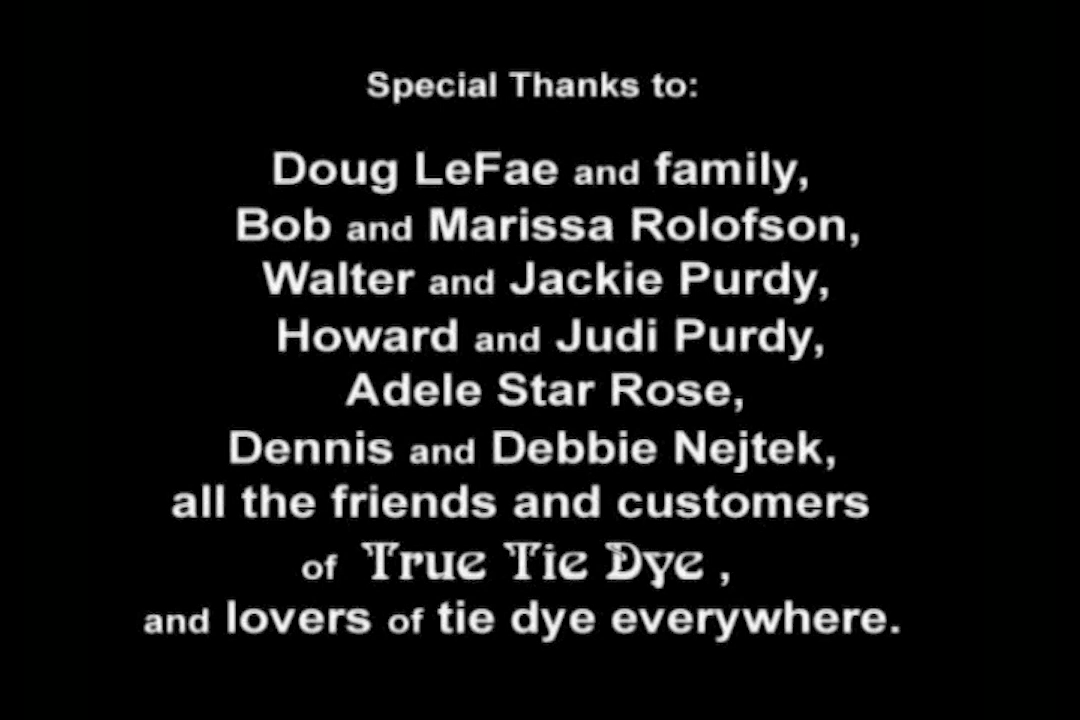 Special Thanks to:
Doug LeFae and family,
Bob and Marissa Rolofson,
Walter and Jackie Purdy,
Howard and Judi Purdy,
Adele Star Rose,
Dennis and Debbie Nejtek,
all the friends and customers
of True Tie Dye ,
and lovers of tie dye everywhere.